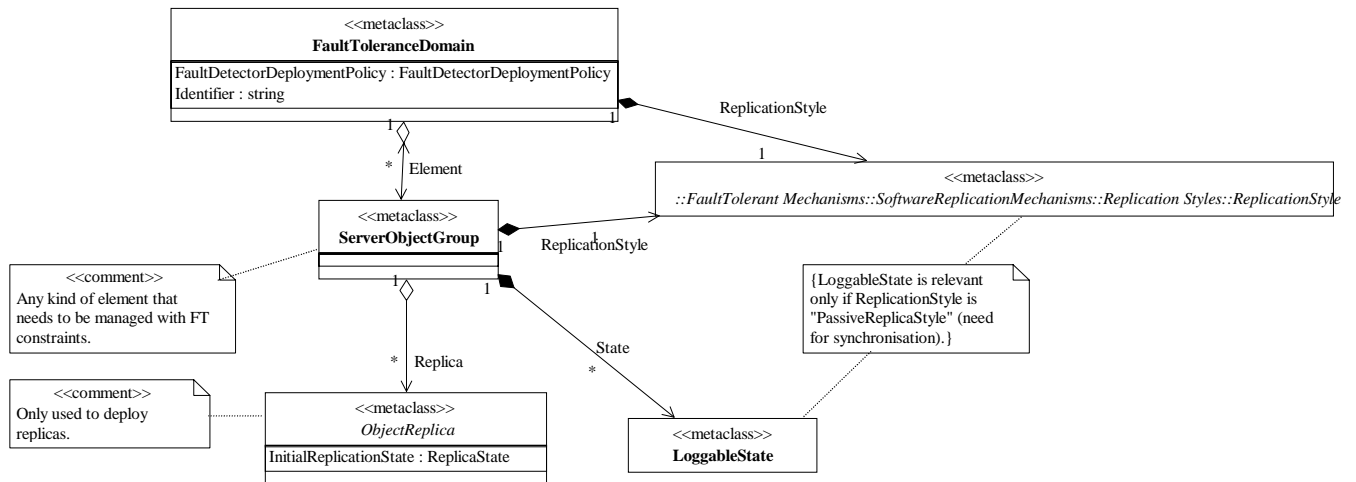 <<metaclass>>
FaultToleranceDomain
FaultDetectorDeploymentPolicy : FaultDetectorDeploymentPolicy
Identifier : string
1
1
ReplicationStyle
1
* Element
<<metaclass>>
::FaultTolerant Mechanisms::SoftwareReplicationMechanisms::Replication Styles::ReplicationStyle
<<metaclass>>
ServerObjectGroup
1
1
ReplicationStyle
1
1
<<comment>>
Any kind of element that
needs to be managed with FT
constraints.
{LoggableState is relevant
only if ReplicationStyle is
"PassiveReplicaStyle" (need
for synchronisation).}
* Replica
State
*
<<comment>>
Only used to deploy
replicas.
<<metaclass>>
ObjectReplica
InitialReplicationState : ReplicaState
<<metaclass>>
LoggableState